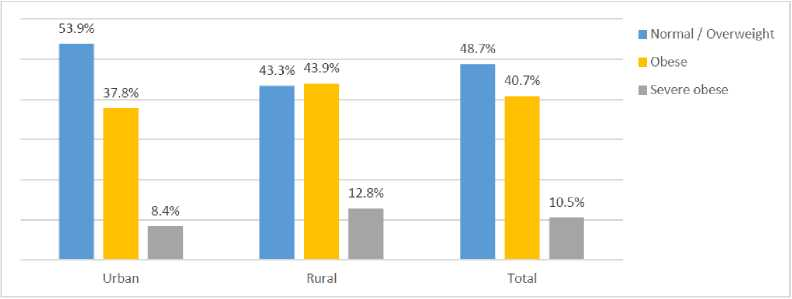 53.9%
37.8%
8.4%
43.3%
43.9%
12.8%
48.7%
40.7%
10.5%
Urban
Rural
Total
Normal / Overweight
Obese
Severe obese